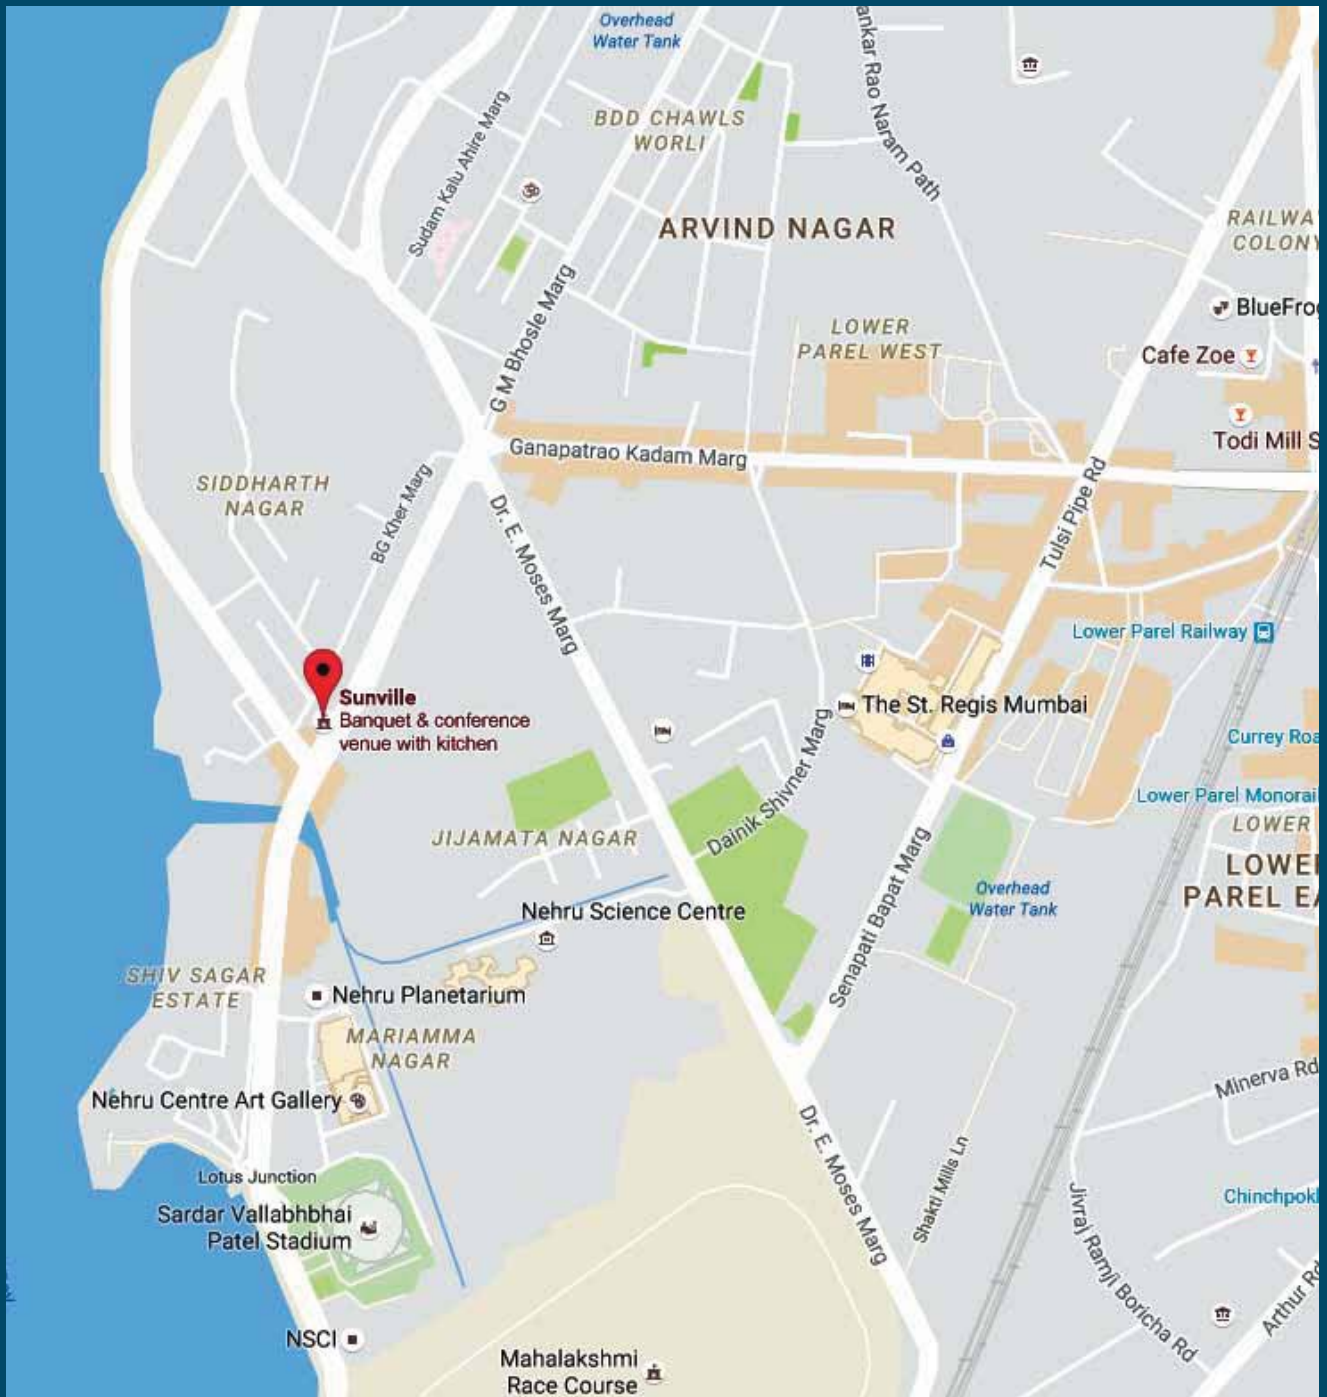 Overhead
Water Tank
ankar Rao Naram Path
Sudam Kalu Ahire Marg
BDD CHAWLS
WORLI
ARVIND NAGAR
RAILWA
COLONY
G M Bhosle Marg
LOWER
PAREL WEST
BlueFro
Cafe Zoe
Todi Mill S
Ganapatrao Kadam Marg
Tulsi Pipe Rd
SIDDHARTH
NAGAR
BG Kher Marg
Dr. E. Moses Marg
Lower Parel Railway
Sunville
Banquet & conference
venue with kitchen
The St. Regis Mumbai
Dainik Shivner Marg
Currey Roa
Lower Parel Monorail
LOWER
LOWE
PAREL EA
JIJAMATA NAGAR
Senapati Bapat Marg
Overhead
Water Tank
Nehru Science Centre
SHIV SAGAR
ESTATE
Nehru Planetarium
MARIAMMA
NAGAR
Nehru Centre Art Gallery
Minerva Rd
Dr. E. Moses Marg
Shakti Mills Ln
Lotus Junction
Sardar Vallabhbhai
Patel Stadium
Jivraj Ramji Boricha Rd
Chinchpokl
Arthur Rd
NSCI
Mahalakshmi
Race Course